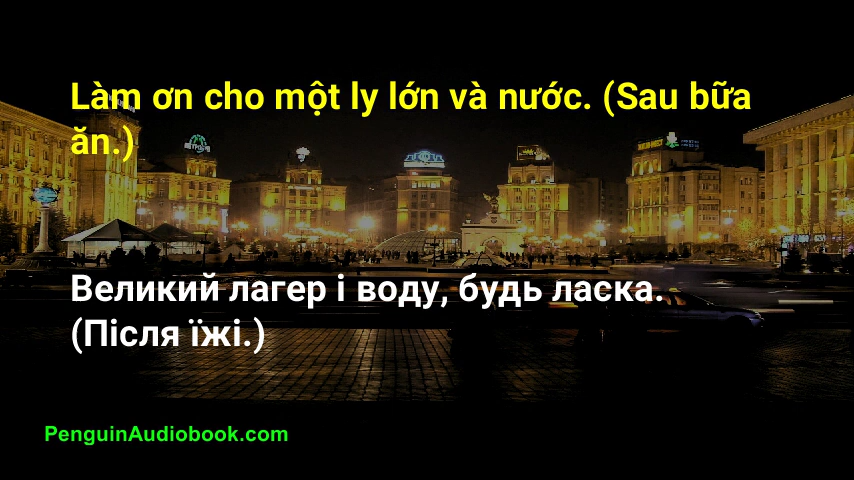 Làm ơn cho một ly lớn và nước. (Sau bữa
ăn.)
Великий лагер і воду, будь ласка.
(Після їжі.)
PenguinAudiobook.com